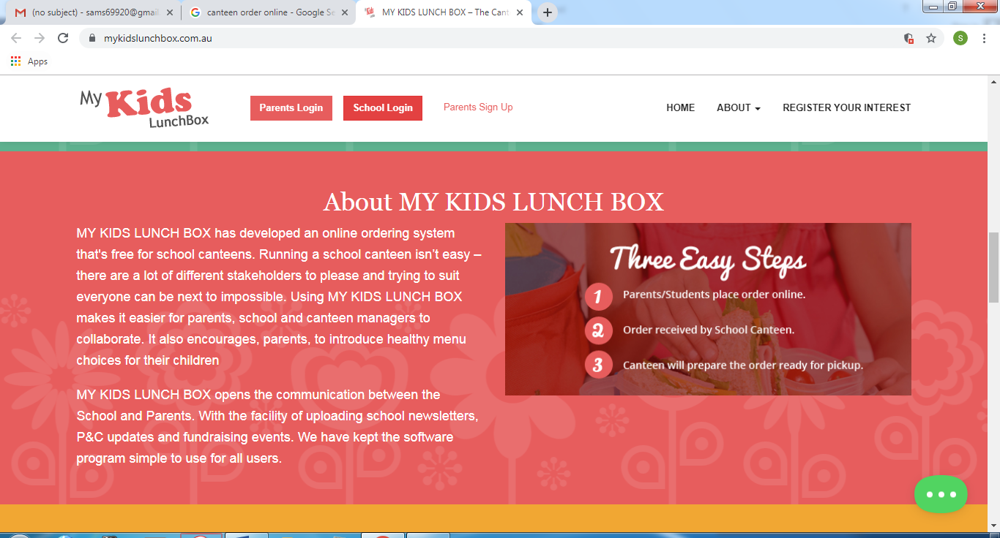 (no subject) - sams69920@gmail.
canteen order online - Google Se
MY KIDS LUNCH BOX – The Cant
mykidslunchbox.com.au
S
Apps
My Kids LunchBox
Parents Login
School Login
Parents Sign Up
HOME
ABOUT
REGISTER YOUR INTEREST
About MY KIDS LUNCH BOX
MY KIDS LUNCH BOX has developed an online ordering system
that's free for school canteens. Running a school canteen isn't easy –
there are a lot of different stakeholders to please and trying to suit
everyone can be next to impossible. Using MY KIDS LUNCH BOX
makes it easier for parents, school and canteen managers to
collaborate. It also encourages, parents, to introduce healthy menu
choices for their children
MY KIDS LUNCH BOX opens the communication between the
School and Parents. With the facility of uploading school newsletters,
P&C updates and fundraising events. We have kept the software
program simple to use for all users.
Three Easy Steps
1 Parents/Students place order online.
2 Order received by School Canteen.
3 Canteen will prepare the order ready for pickup.